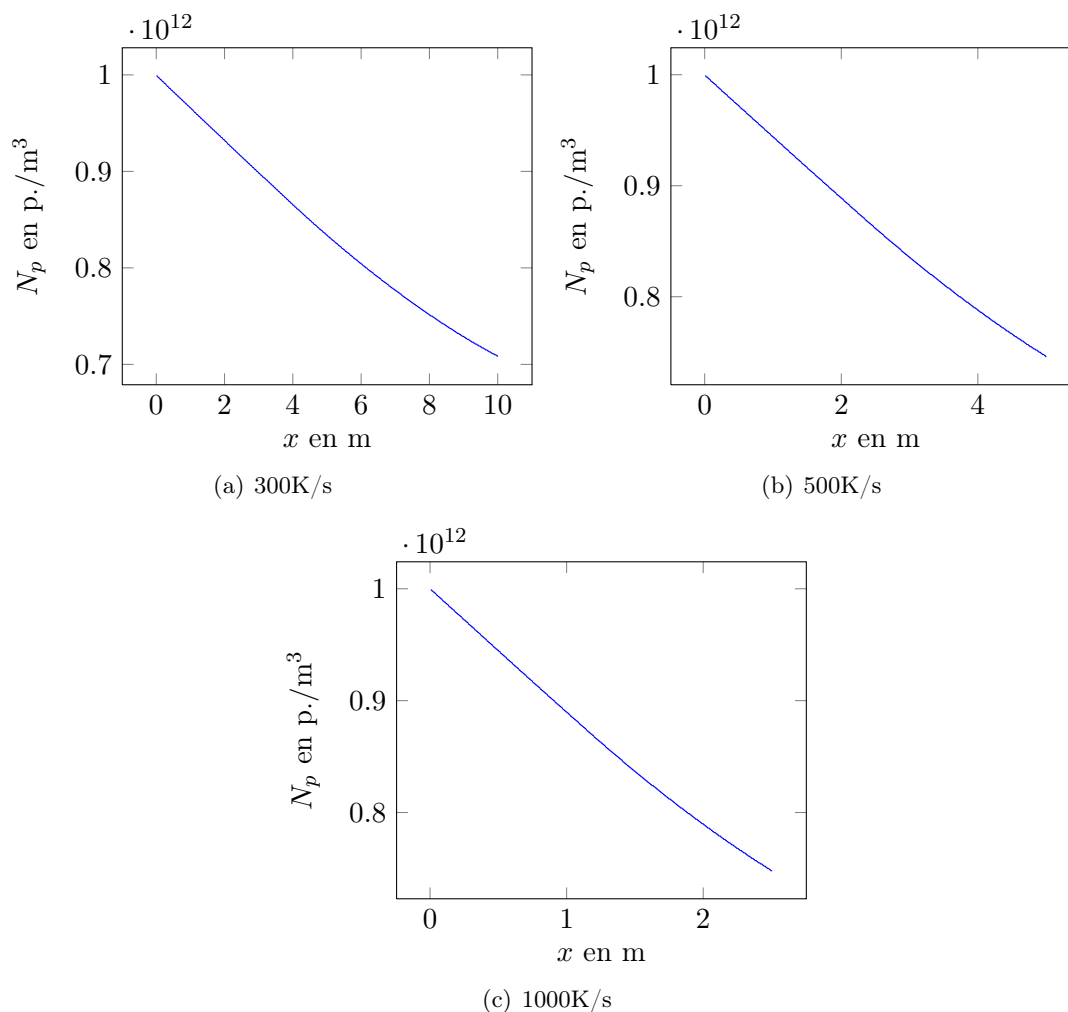 · 10^12
1
0.9
0.8
0.7
N_p en p./m^3
0 2 4 6 8 10
x en m
(a) 300K/s
· 10^12
1
0.9
0.8
N_p en p./m^3
0 2 4
x en m
(b) 500K/s
· 10^12
1
0.9
0.8
N_p en p./m^3
0 1 2
x en m
(c) 1000K/s